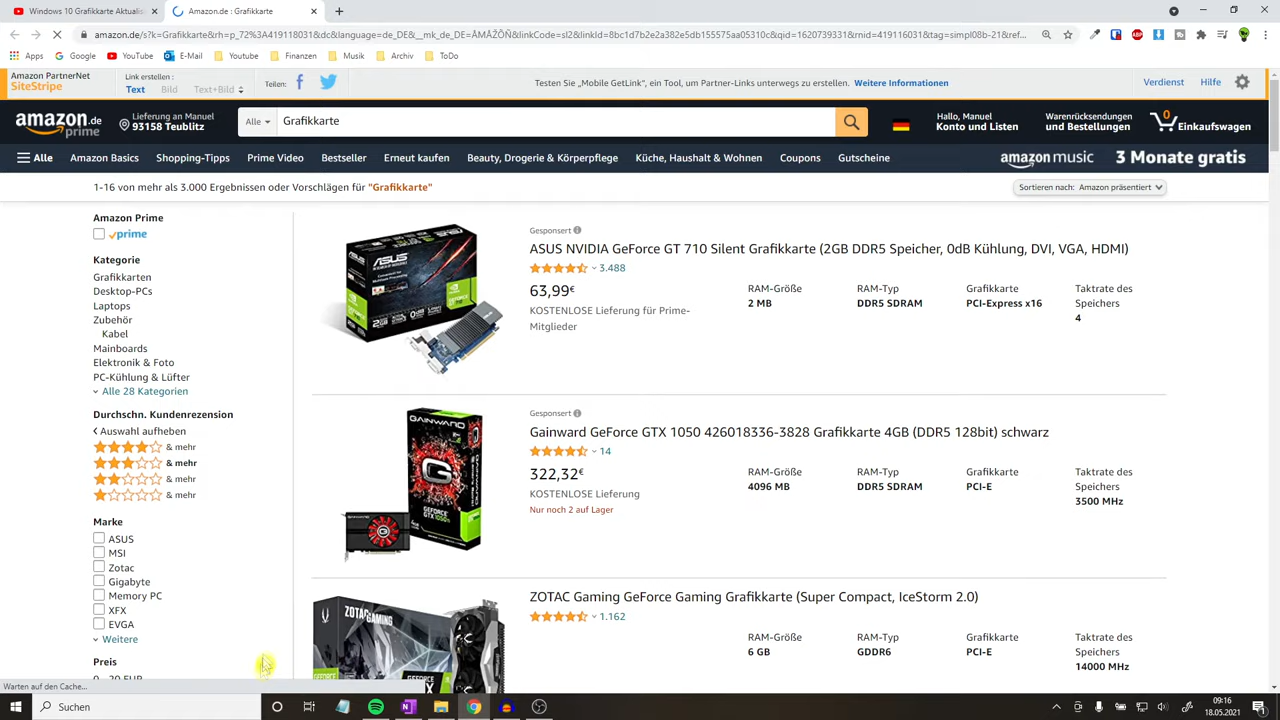 Windows 10 Grafikkarte Aktualis
Amazon.de : Grafikkarte
amazon.de/s?k=Grafikkarte&rh=p_72%3A419118031&dc&language=de_DE&__mk_de_DE=ÅMÅŽÕÑ&linkCode=sl2&linkId=8bc1d7b2e2a382e5db155575aa05310c&qid=1620739331&rnid=419116031&tag=simpl08b-21&ref...
Apps
Google
YouTube
E-Mail
Youtube
Finanzen
Musik
Archiv
ToDo
Amazon PartnerNet
SiteStripe
Link erstellen :
Text
Bild
Text+Bild
Teilen:
Testen Sie „Mobile GetLink“, ein Tool, um Partner-Links unterwegs zu erstellen. Weitere Informationen
Verdienst
Hilfe
amazon.de
prime
Lieferung an Manuel
93158 Teublitz
Alle
Grafikkarte
Hallo, Manuel
Konto und Listen
Warenrücksendungen
und Bestellungen
0
Einkaufswagen
Alle
Amazon Basics
Shopping-Tipps
Prime Video
Bestseller
Erneut kaufen
Beauty, Drogerie & Körperpflege
Küche, Haushalt & Wohnen
Coupons
Gutscheine
amazon music
3 Monate gratis
1-16 von mehr als 3.000 Ergebnissen oder Vorschlägen für "Grafikkarte"
Sortieren nach: Amazon präsentiert
Amazon Prime
prime
Kategorie
Grafikkarten
Desktop-PCs
Laptops
Zubehör
Kabel
Mainboards
Elektronik & Foto
PC-Kühlung & Lüfter
Alle 28 Kategorien
Durchschn. Kundenrezension
Auswahl aufheben
& mehr
& mehr
& mehr
& mehr
Marke
ASUS
MSI
Zotac
Gigabyte
Memory PC
XFX
EVGA
Weitere
Preis
0 - 20 EUR
Gesponsert
ASUS NVIDIA GeForce GT 710 Silent Grafikkarte (2GB DDR5 Speicher, 0dB Kühlung, DVI, VGA, HDMI)
3.488
63,99€
KOSTENLOSE Lieferung für Prime-
Mitglieder
RAM-Größe
2 MB
RAM-Typ
DDR5 SDRAM
Grafikkarte
PCI-Express x16
Taktrate des
Speichers
4
ASUS
Gesponsert
Gainward GeForce GTX 1050 426018336-3828 Grafikkarte 4GB (DDR5 128bit) schwarz
14
322,32€
KOSTENLOSE Lieferung
Nur noch 2 auf Lager
RAM-Größe
4096 MB
RAM-Typ
DDR5 SDRAM
Grafikkarte
PCI-E
Taktrate des
Speichers
3500 MHz
GAINWARD
G
ZOTAC Gaming GeForce Gaming Grafikkarte (Super Compact, IceStorm 2.0)
1.162
RAM-Größe
6 GB
RAM-Typ
GDDR6
Grafikkarte
PCI-E
Taktrate des
Speichers
14000 MHz
ZOTAC GAMING
Warten auf den Cache...
Suchen
09:16
18.05.2021